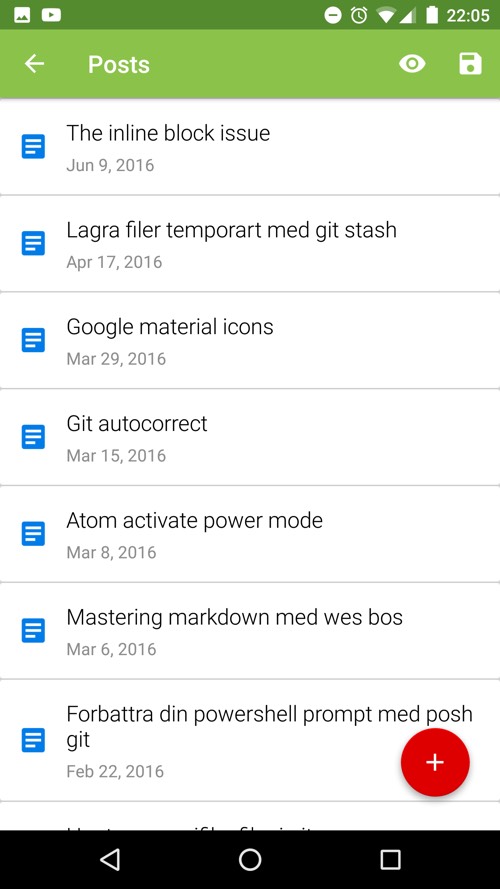 22:05
Posts
The inline block issue
Jun 9, 2016
Lagra filer temporart med git stash
Apr 17, 2016
Google material icons
Mar 29, 2016
Git autocorrect
Mar 15, 2016
Atom activate power mode
Mar 8, 2016
Mastering markdown med wes bos
Mar 6, 2016
Forbattra din powershell prompt med posh
git
Feb 22, 2016